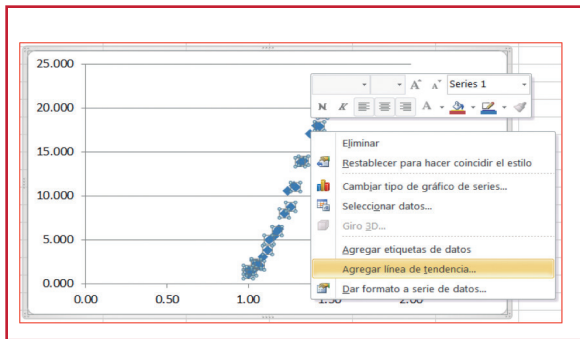 25.000
20.000
15.000
10.000
5.000
0.000
0.00 0.50 1.00 1.50 2.00
A A Series 1
N K A
Eliminar
Restablecer para hacer coincidir el estilo
Cambiar tipo de gráfico de series...
Seleccionar datos...
Giro 3D...
Agregar etiquetas de datos
Agregar línea de tendencia...
Dar formato a serie de datos...